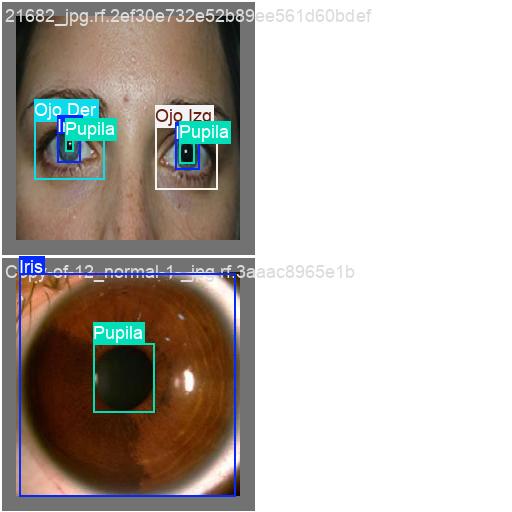 21682_jpg.rf.2ef30e732e52b89ee561d60bdef
Ojo Der
Pupila
Ojo Izq
Pupila
Iris
Pupila